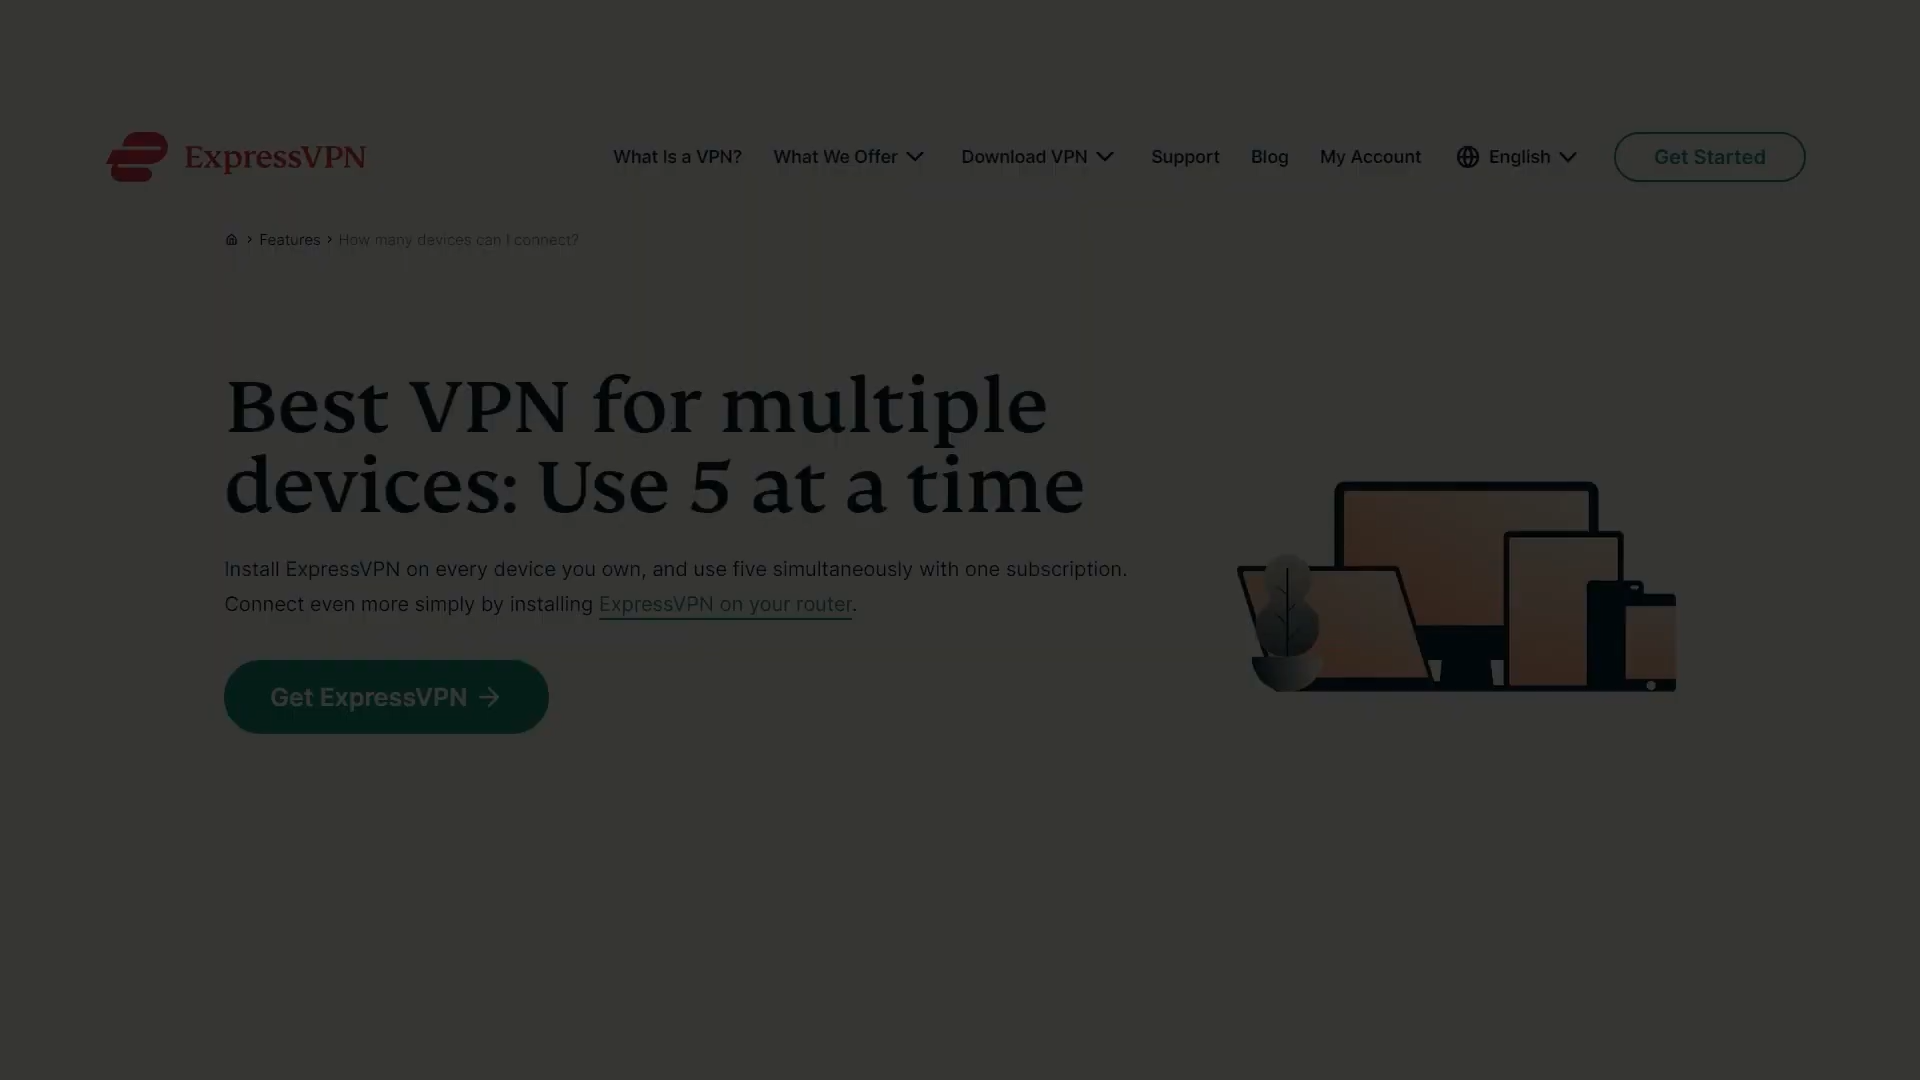 ExpressVPN
What Is a VPN? What We Offer Download VPN Support Blog My Account English Get Started
Features › How many devices can I connect?
Best VPN for multiple
devices: Use 5 at a time
Install ExpressVPN on every device you own, and use five simultaneously with one subscription.
Connect even more simply by installing ExpressVPN on your router.
Get ExpressVPN →